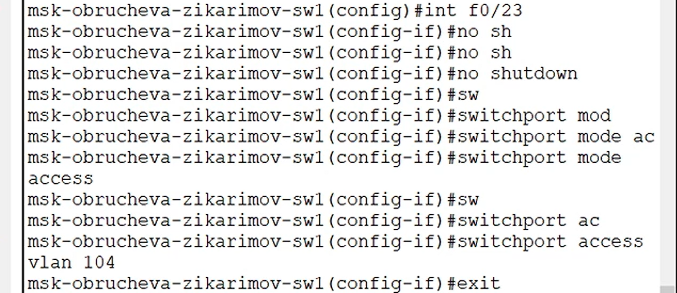 msk-obrucheva-zikarimov-sw1(config)#int f0/23
msk-obrucheva-zikarimov-sw1(config-if)#no sh
msk-obrucheva-zikarimov-sw1(config-if)#no sh
msk-obrucheva-zikarimov-sw1(config-if)#no shutdown
msk-obrucheva-zikarimov-sw1(config-if)#sw
msk-obrucheva-zikarimov-sw1(config-if)#switchport mod
msk-obrucheva-zikarimov-sw1(config-if)#switchport mode ac
msk-obrucheva-zikarimov-sw1(config-if)#switchport mode
access
msk-obrucheva-zikarimov-sw1(config-if)#sw
msk-obrucheva-zikarimov-sw1(config-if)#switchport ac
msk-obrucheva-zikarimov-sw1(config-if)#switchport access
vlan 104
msk-obrucheva-zikarimov-sw1(config-if)#exit